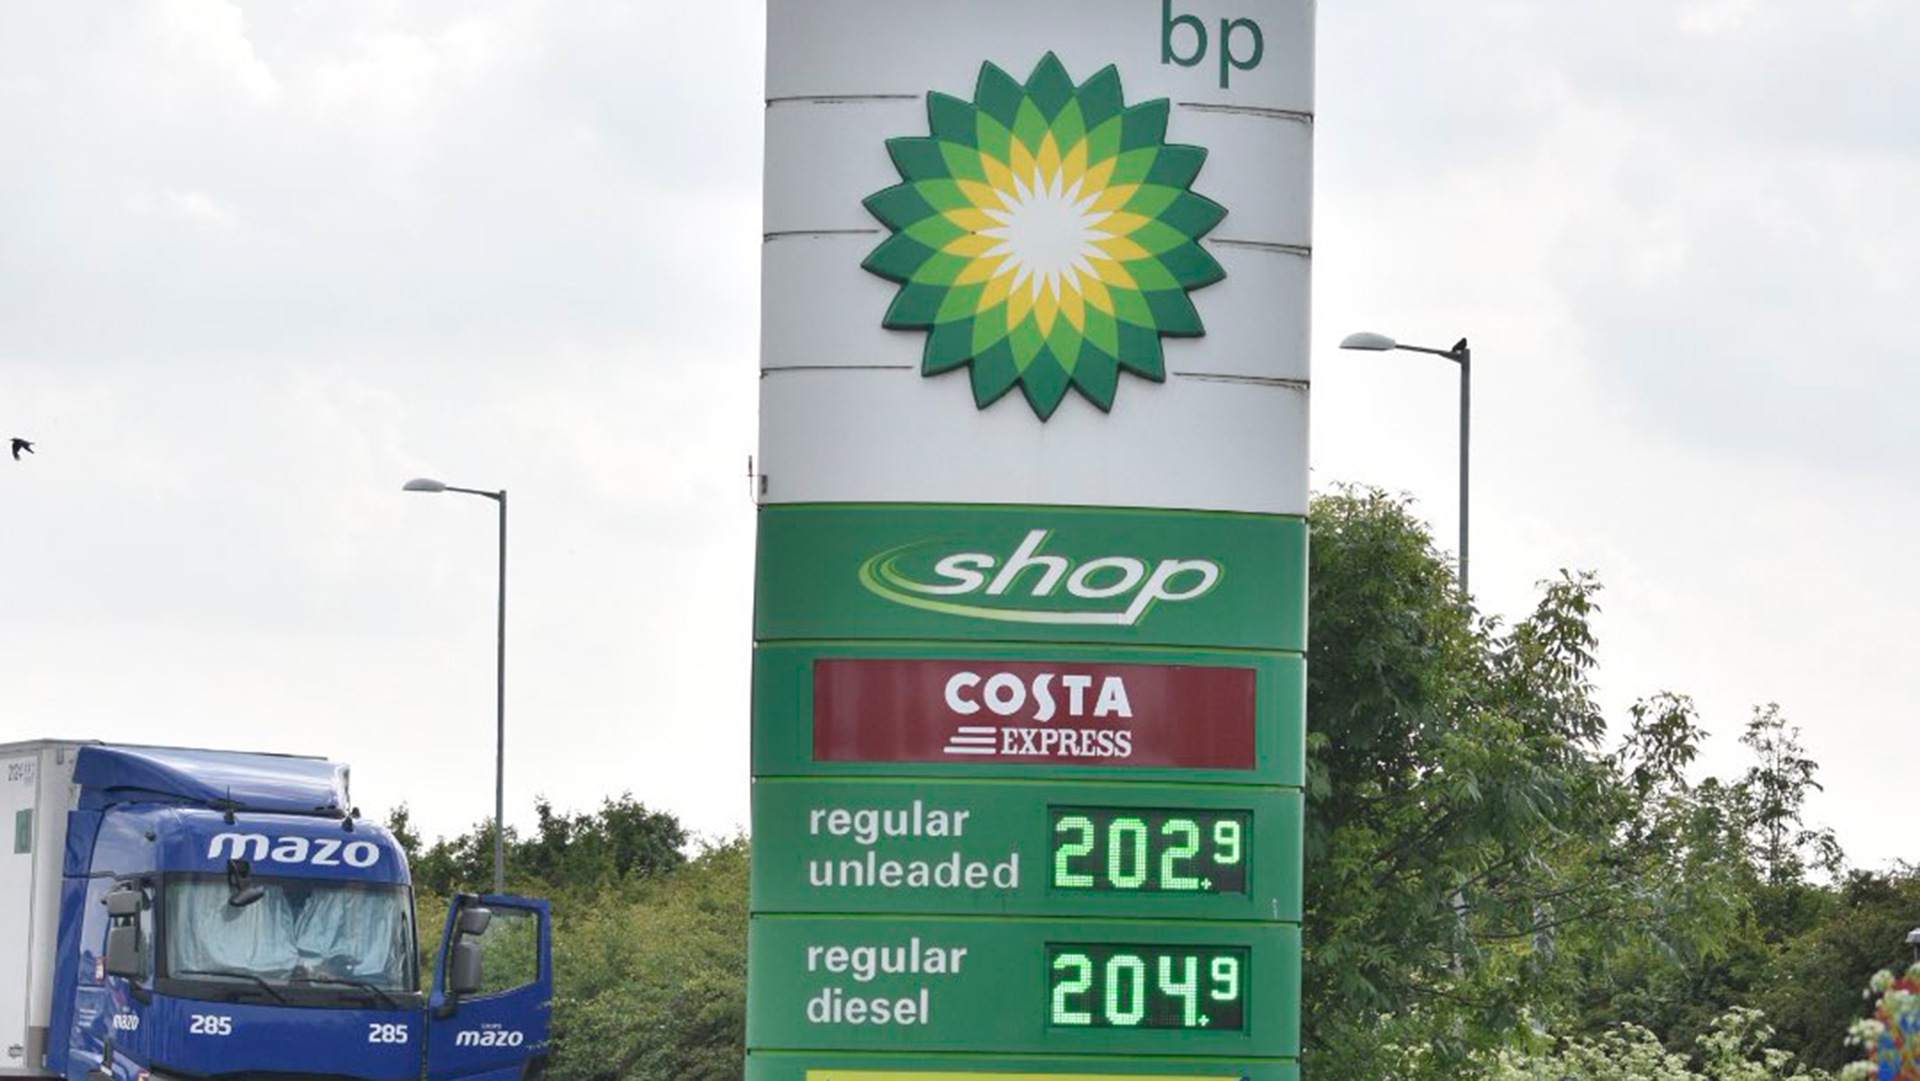 bp
shop
COSTA
EXPRESS
regular
unleaded
202.9
regular
diesel
204.9
mazo
285
285
mazo
mazo